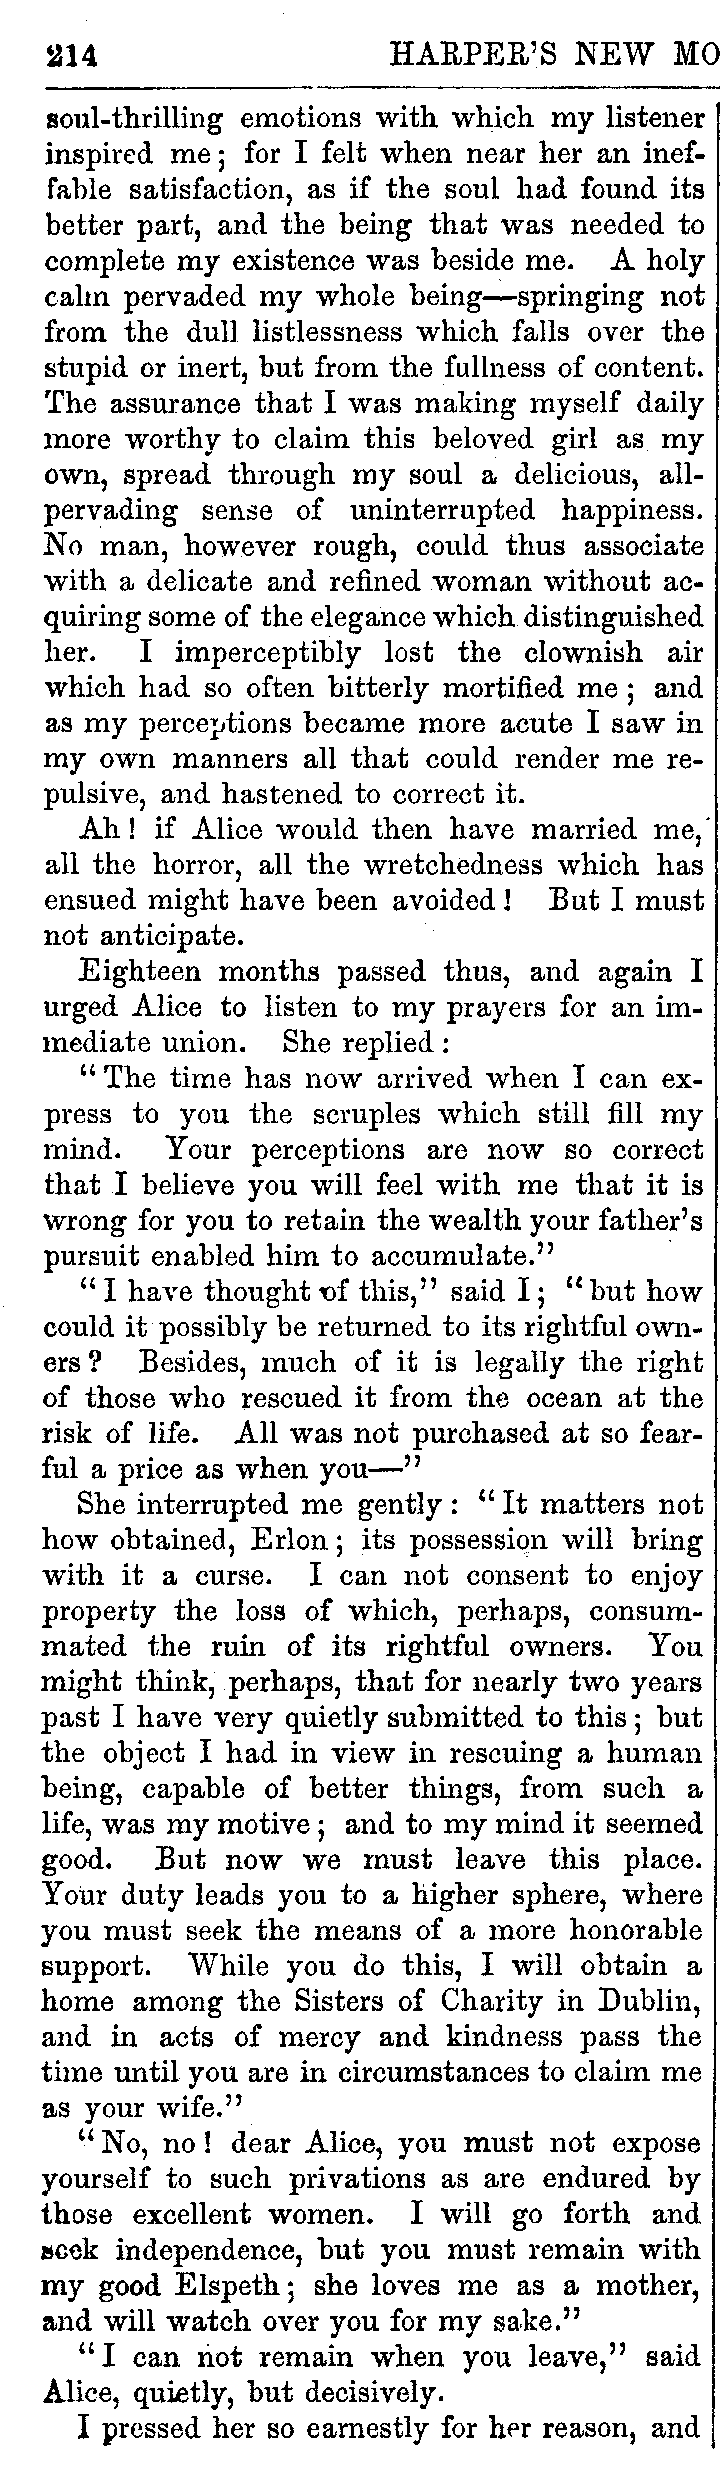 214 HARPER'S NEW MO
soul-thrilling emotions with which my listener
inspired me; for I felt when near her an inef-
fable satisfaction, as if the soul had found its
better part, and the being that was needed to
complete my existence was beside me. A holy
calm pervaded my whole being—springing not
from the dull listlessness which falls over the
stupid or inert, but from the fullness of content.
The assurance that I was making myself daily
more worthy to claim this beloved girl as my
own, spread through my soul a delicious, all-
pervading sense of uninterrupted happiness.
No man, however rough, could thus associate
with a delicate and refined woman without ac-
quiring some of the elegance which distinguished
her. I imperceptibly lost the clownish air
which had so often bitterly mortified me; and
as my perceptions became more acute I saw in
my own manners all that could render me re-
pulsive, and hastened to correct it.
Ah! if Alice would then have married me,
all the horror, all the wretchedness which has
ensued might have been avoided! But I must
not anticipate.
Eighteen months passed thus, and again I
urged Alice to listen to my prayers for an im-
mediate union. She replied:
"The time has now arrived when I can ex-
press to you the scruples which still fill my
mind. Your perceptions are now so correct
that I believe you will feel with me that it is
wrong for you to retain the wealth your father's
pursuit enabled him to accumulate."
"I have thought of this," said I; "but how
could it possibly be returned to its rightful own-
ers? Besides, much of it is legally the right
of those who rescued it from the ocean at the
risk of life. All was not purchased at so fear-
ful a price as when you—"
She interrupted me gently: "It matters not
how obtained, Erlon; its possession will bring
with it a curse. I can not consent to enjoy
property the loss of which, perhaps, consum-
mated the ruin of its rightful owners. You
might think, perhaps, that for nearly two years
past I have very quietly submitted to this; but
the object I had in view in rescuing a human
being, capable of better things, from such a
life, was my motive; and to my mind it seemed
good. But now we must leave this place.
Your duty leads you to a higher sphere, where
you must seek the means of a more honorable
support. While you do this, I will obtain a
home among the Sisters of Charity in Dublin,
and in acts of mercy and kindness pass the
time until you are in circumstances to claim me
as your wife."
"No, no! dear Alice, you must not expose
yourself to such privations as are endured by
those excellent women. I will go forth and
seek independence, but you must remain with
my good Elspeth; she loves me as a mother,
and will watch over you for my sake."
"I can not remain when you leave," said
Alice, quietly, but decisively.
I pressed her so earnestly for her reason, and